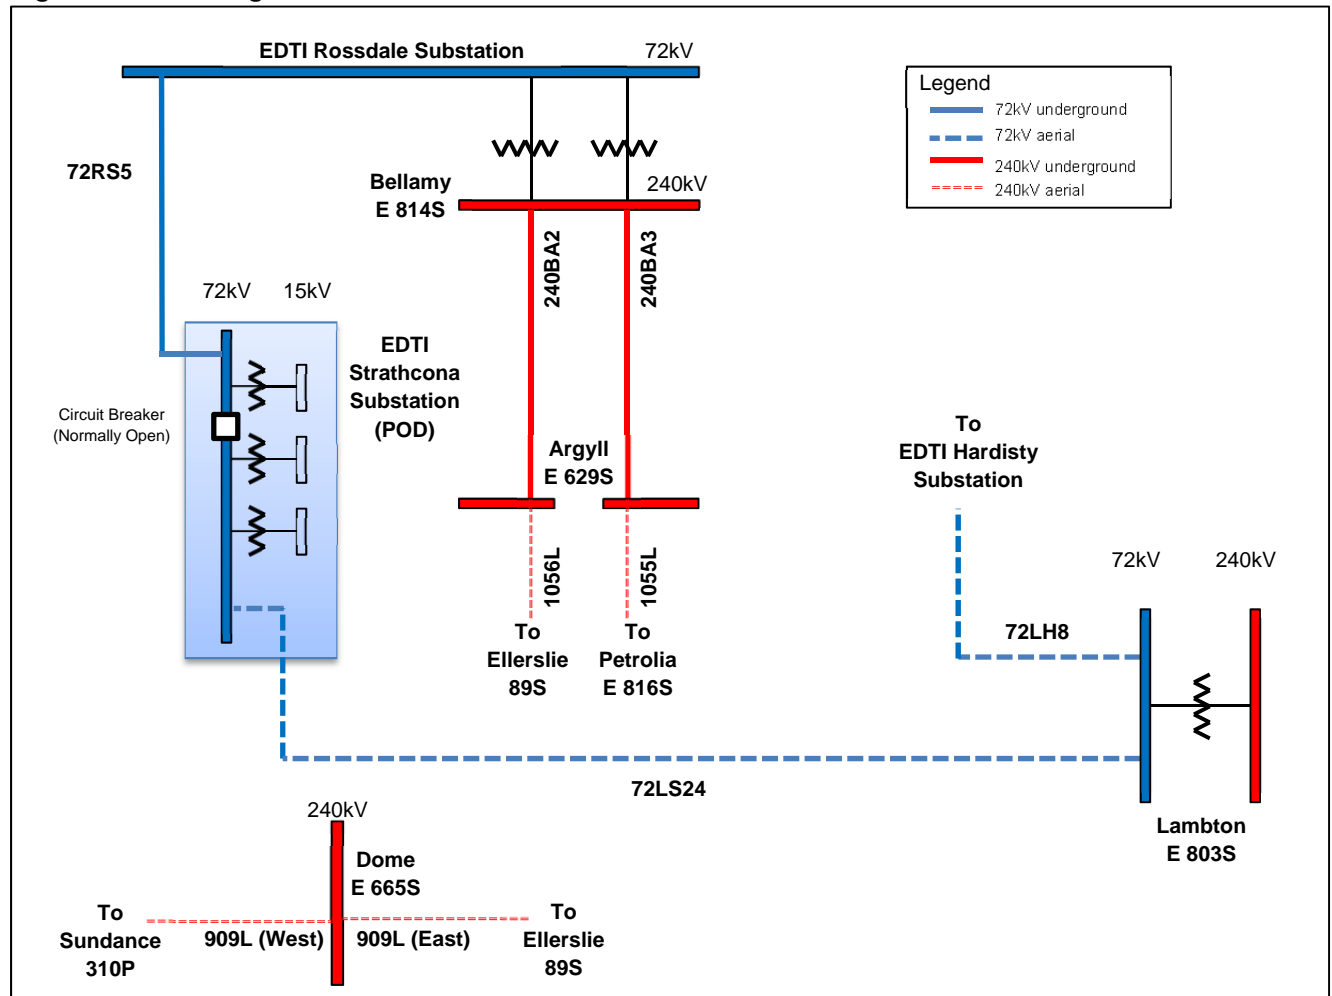 EDTI Rossdale Substation
72kV
Legend
72kV underground
72kV aerial
240kV underground
240kV aerial
72RS5
Bellamy
E 814S
240kV
240BA2
240BA3
72kV
15kV
EDTI
Strathcona
Substation
(POD)
Circuit Breaker
(Normally Open)
Argyll
E 629S
To
EDTI Hardisty
Substation
1056L
1055L
To
Ellerslie
89S
To
Petrolia
E 816S
72kV
240kV
72LH8
72LS24
Lambton
E 803S
240kV
Dome
E 665S
To
Sundance
310P
909L (West)
909L (East)
To
Ellerslie
89S